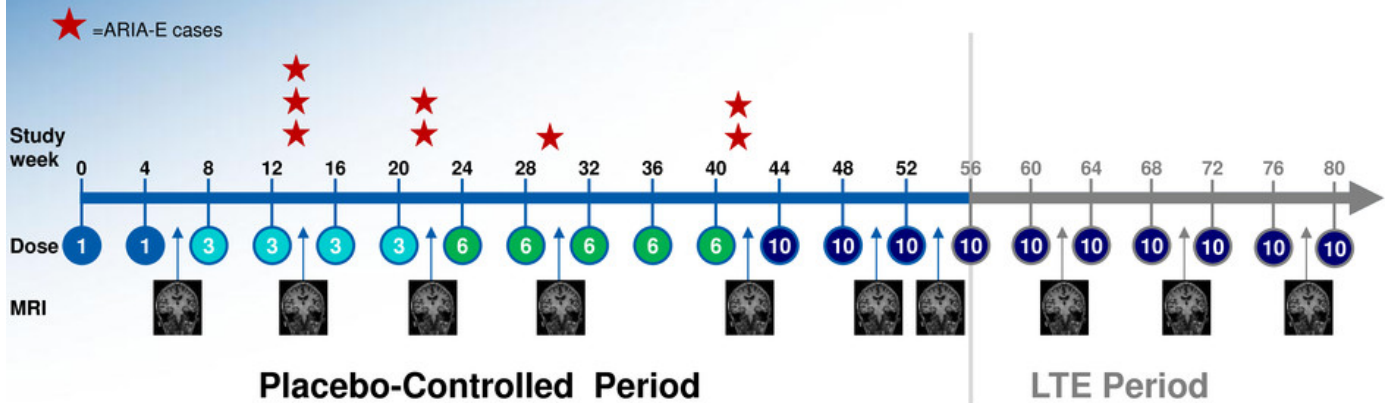 =ARIA-E cases
Study
week
0 4 8 12 16 20 24 28 32 36 40 44 48 52 56 60 64 68 72 76 80
Dose 1 1 3 3 3 3 6 6 6 6 6 10 10 10 10 10 10 10 10 10 10
MRI
Placebo-Controlled Period LTE Period